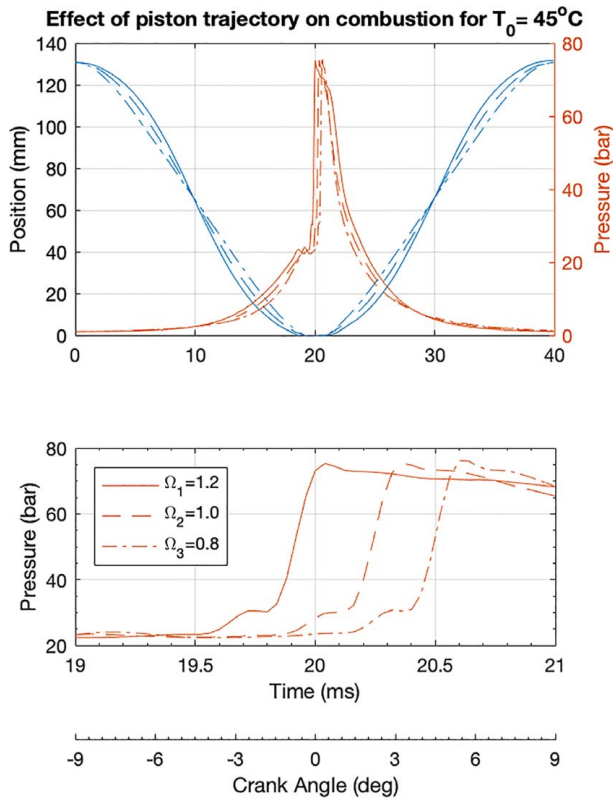 Effect of piston trajectory on combustion for T₀= 45°C
140
120
100
80
60
40
20
0
Position (mm)
80
60
40
20
0
Pressure (bar)
0 10 20 30 40
80
60
40
20
Pressure (bar)
Ω₁=1.2
Ω₂=1.0
Ω₃=0.8
19 19.5 20 20.5 21
Time (ms)
-9 -6 -3 0 3 6 9
Crank Angle (deg)